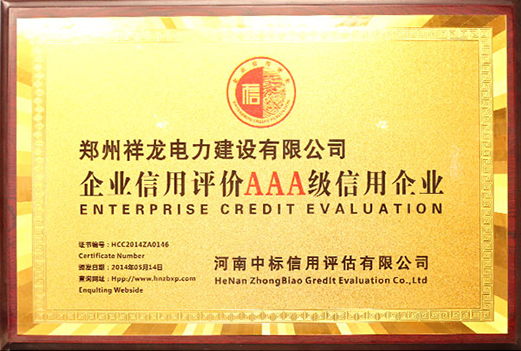 信
郑州祥龙电力建设有限公司
企业信用评价AAA级信用企业
ENTERPRISE CREDIT EVALUATION
证书编号：HCC2014ZA0146
Certificate Number
颁发日期：2014年05月14日
查询网址：Hpp://www.hnzbxp.com
Enquiting Webside
河南中标信用评估有限公司
HeNan ZhongBiao Gredit Evaluation Co.,Ltd